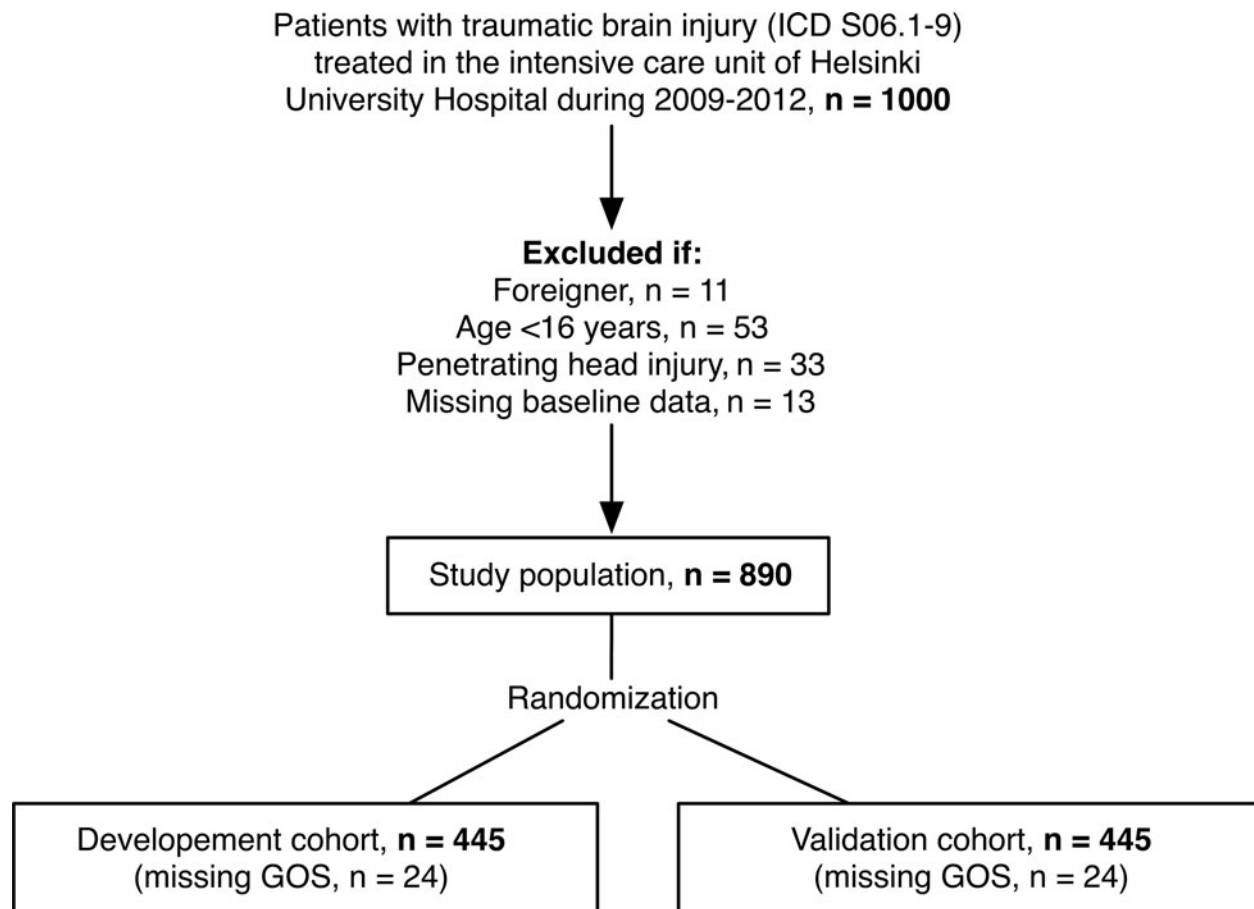 Patients with traumatic brain injury (ICD S06.1-9)
treated in the intensive care unit of Helsinki
University Hospital during 2009-2012, n = 1000
Excluded if:
Foreigner, n = 11
Age <16 years, n = 53
Penetrating head injury, n = 33
Missing baseline data, n = 13
Study population, n = 890
Randomization
Developement cohort, n = 445
(missing GOS, n = 24)
Validation cohort, n = 445
(missing GOS, n = 24)